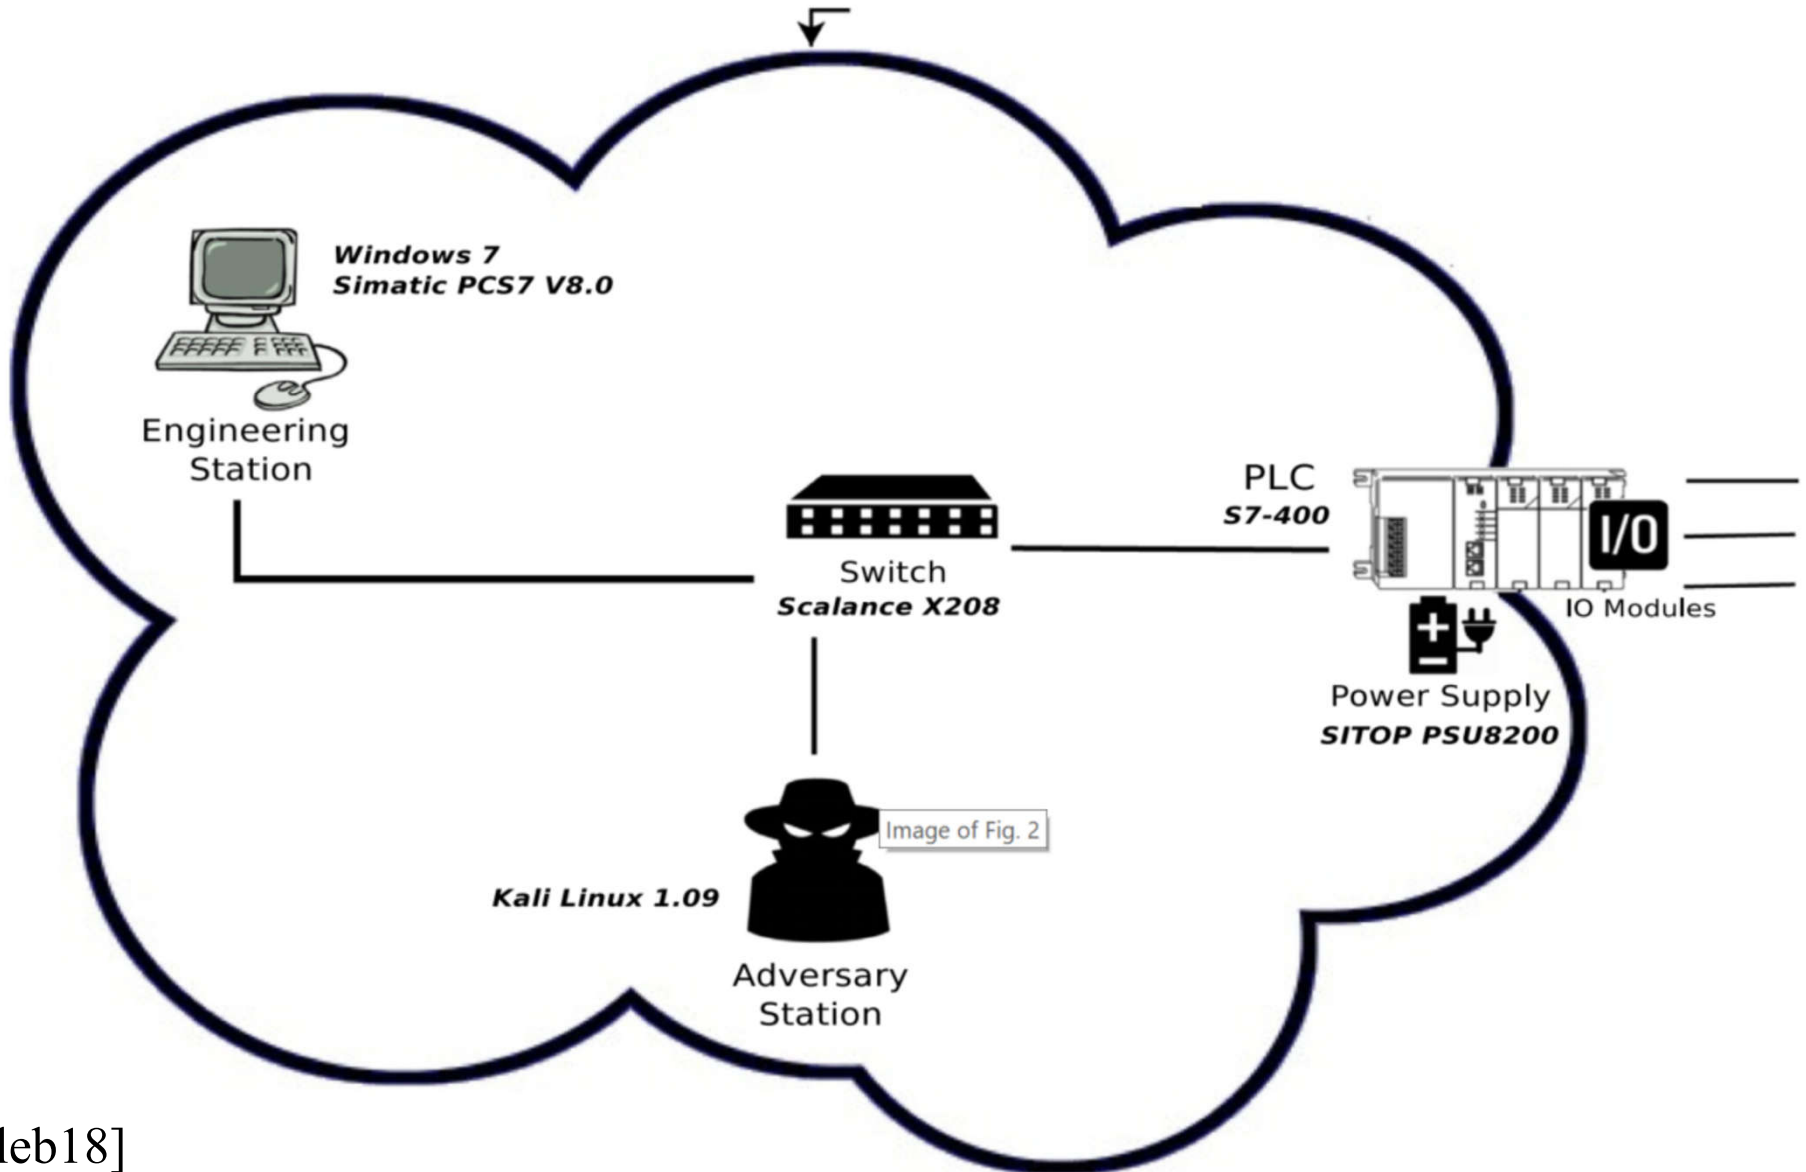 Windows 7
Simatic PCS7 V8.0
Engineering
Station
PLC
S7-400
I/O
Switch
Scalance X208
IO Modules
Power Supply
SITOP PSU8200
Image of Fig. 2
Kali Linux 1.09
Adversary
Station
leb18]